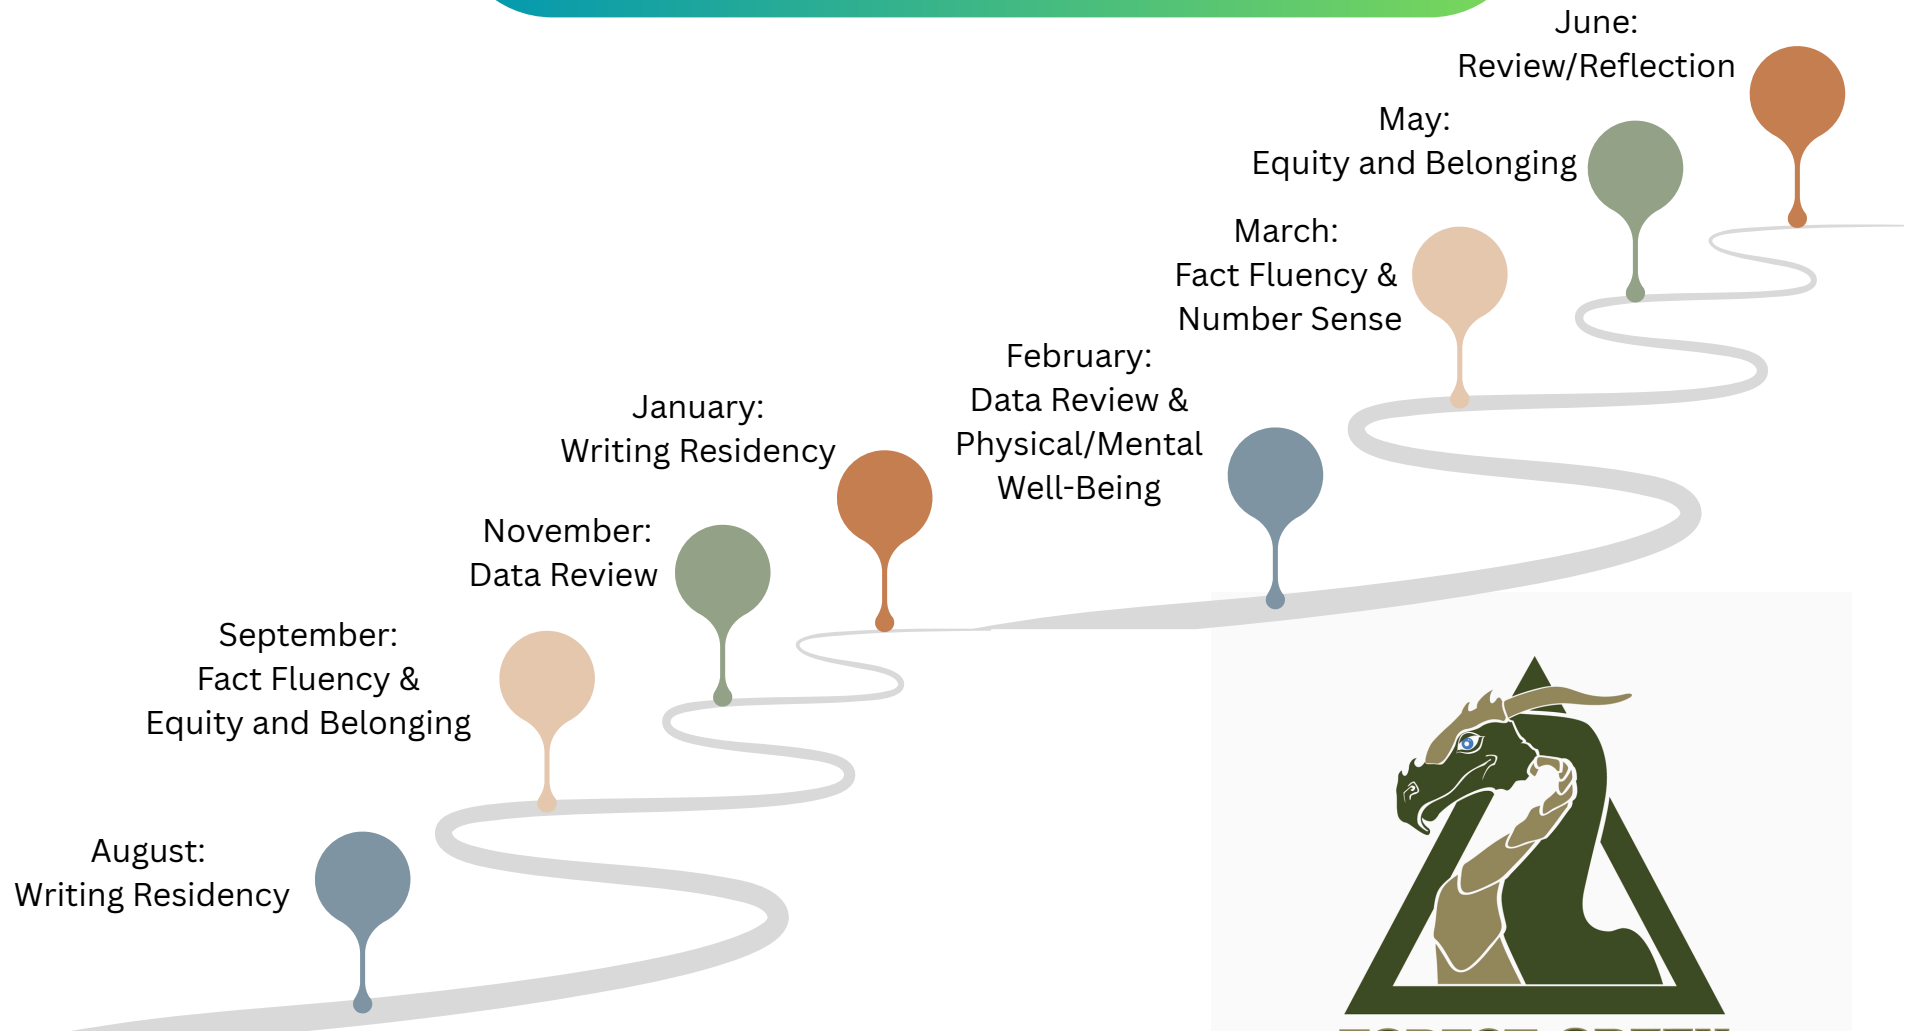 June:
Review/Reflection
May:
Equity and Belonging
March:
Fact Fluency &
Number Sense
February:
Data Review &
Physical/Mental
Well-Being
January:
Writing Residency
November:
Data Review
September:
Fact Fluency &
Equity and Belonging
August:
Writing Residency